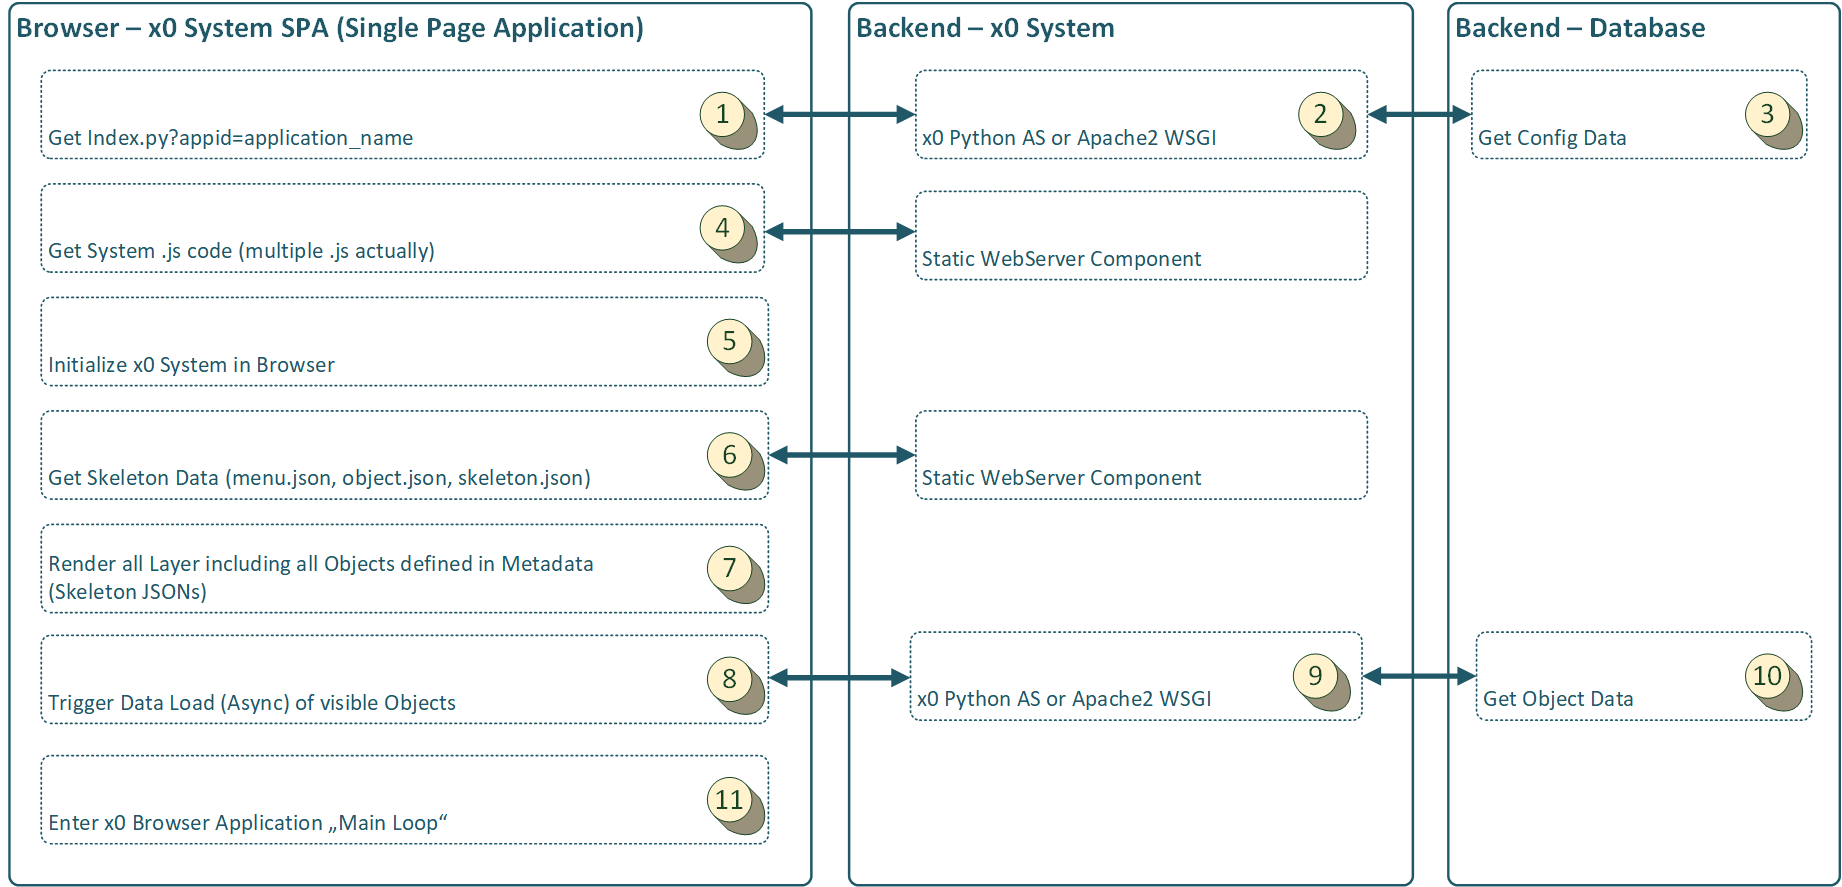 Browser – x0 System SPA (Single Page Application)
Backend – x0 System
Backend – Database
1
Get Index.py?appid=application_name
2
x0 Python AS or Apache2 WSGI
3
Get Config Data
4
Get System .js code (multiple .js actually)
Static WebServer Component
5
Initialize x0 System in Browser
6
Get Skeleton Data (menu.json, object.json, skeleton.json)
Static WebServer Component
7
Render all Layer including all Objects defined in Metadata
(Skeleton JSONs)
8
Trigger Data Load (Async) of visible Objects
9
x0 Python AS or Apache2 WSGI
10
Get Object Data
11
Enter x0 Browser Application „Main Loop“